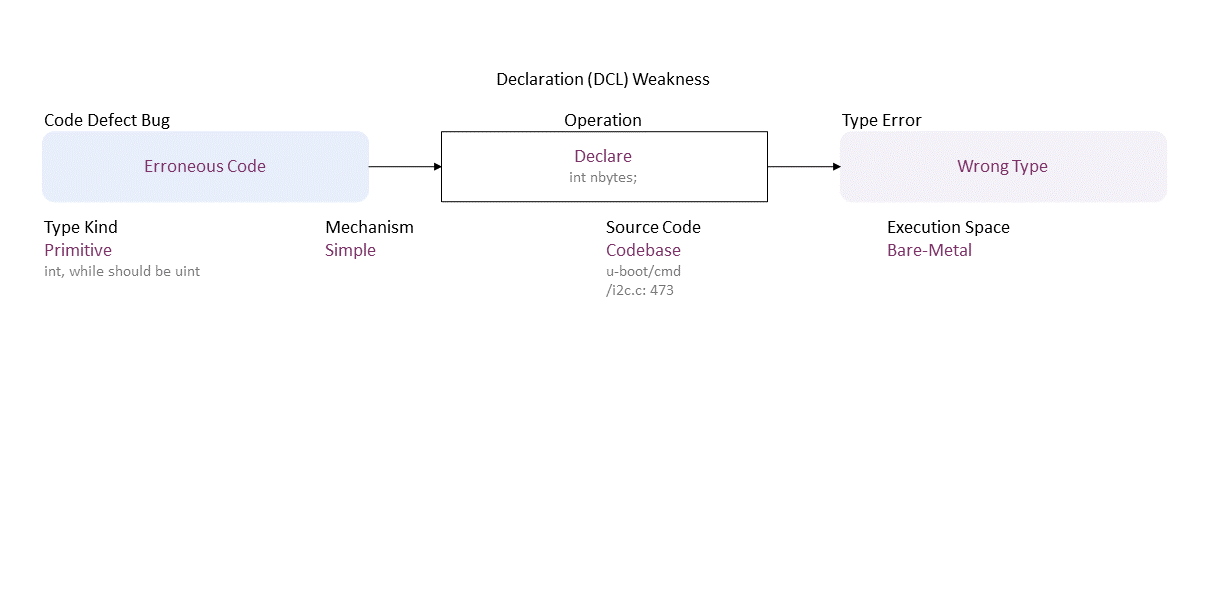 Declaration (DCL) Weakness
Code Defect Bug
Operation
Type Error
Erroneous Code
Declare
int nbytes;
Wrong Type
Type Kind
Primitive
int, while should be uint
Mechanism
Simple
Source Code
Codebase
u-boot/cmd
/i2c.c: 473
Execution Space
Bare-Metal